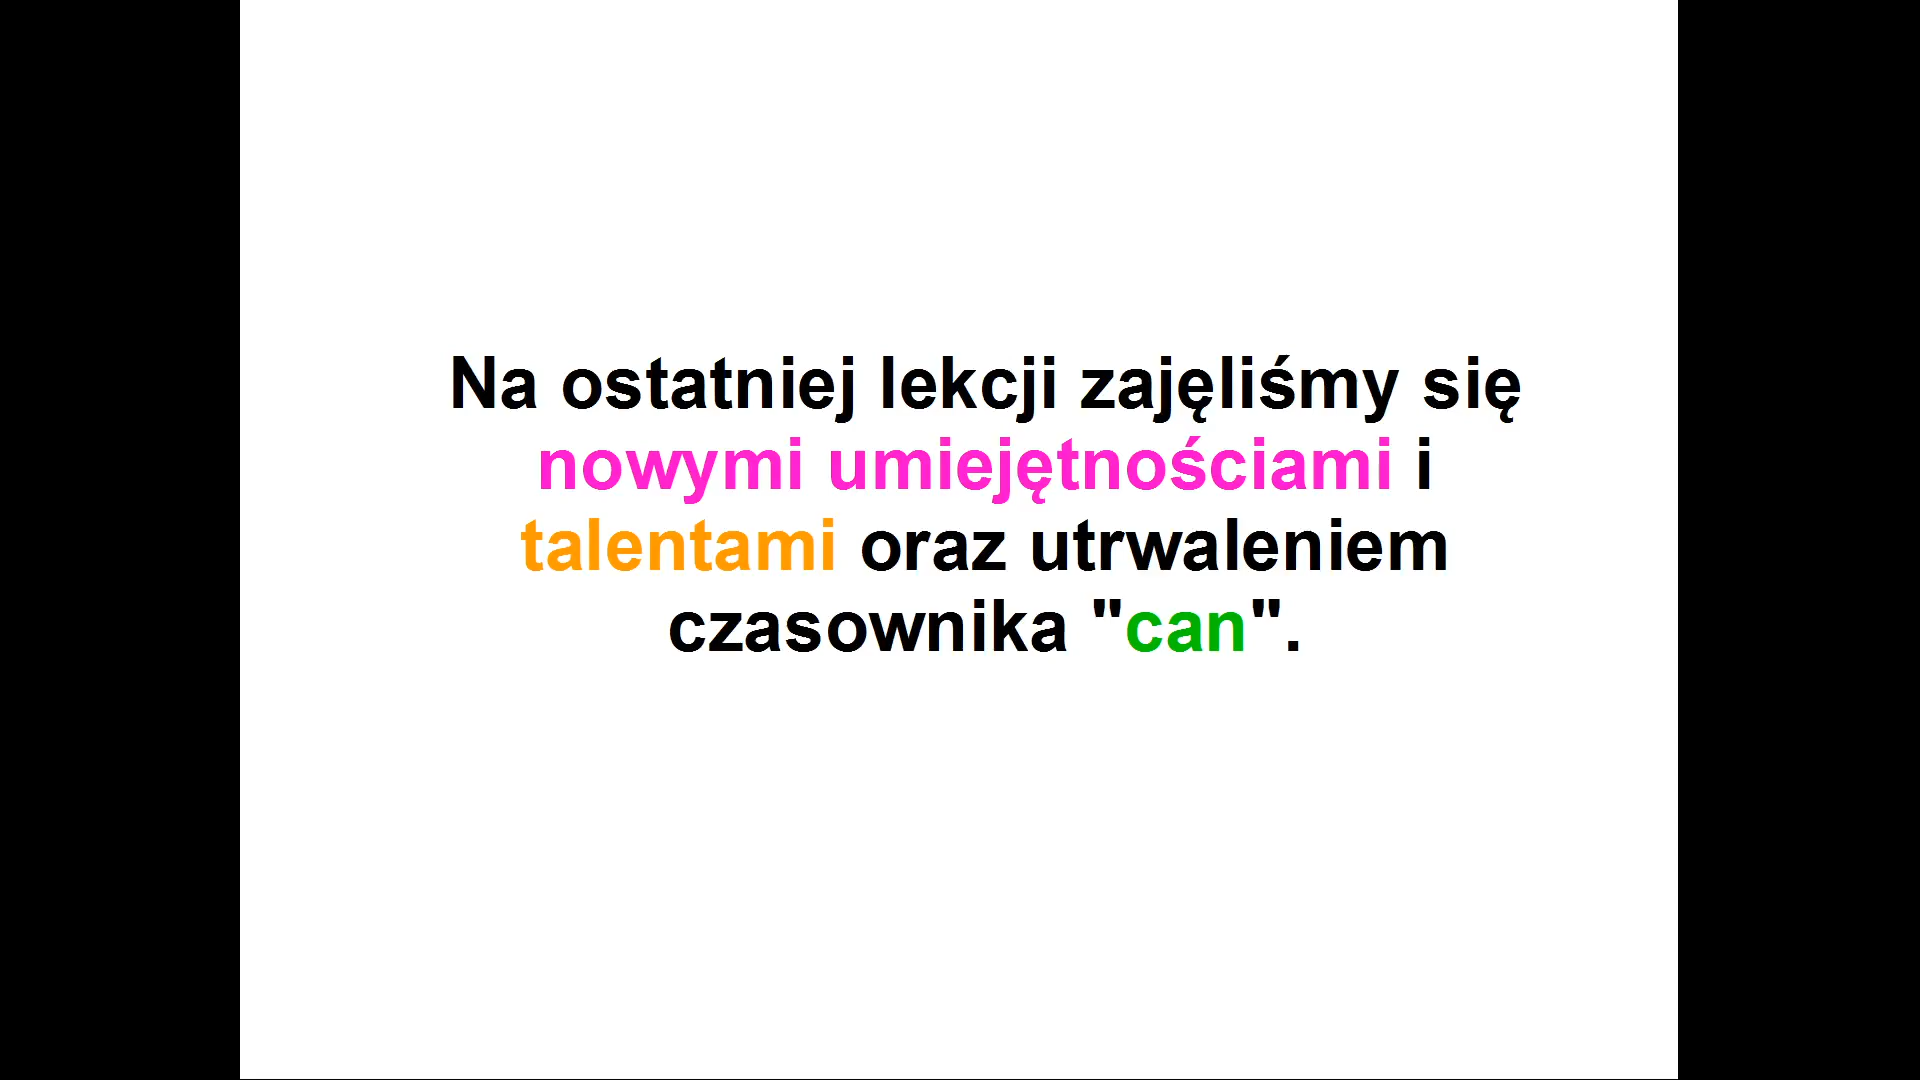 Na ostatniej lekcji zajęliśmy się
nowymi umiejętnościami i
talentami oraz utrwaleniem
czasownika "can".